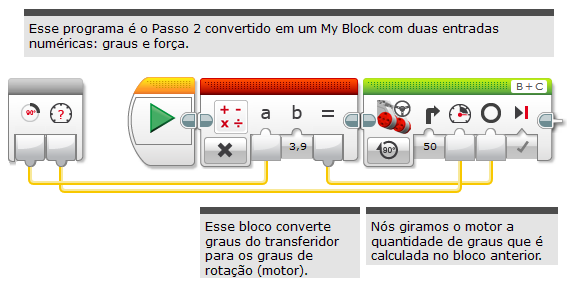 Esse programa é o Passo 2 convertido em um My Block com duas entradas
numéricas: graus e força.
B+C
90° ? + - x ÷ a b =
3,9 90° 50
Esse bloco converte
graus do transferidor
para os graus de
rotação (motor).
Nós giramos o motor a
quantidade de graus que é
calculada no bloco anterior.